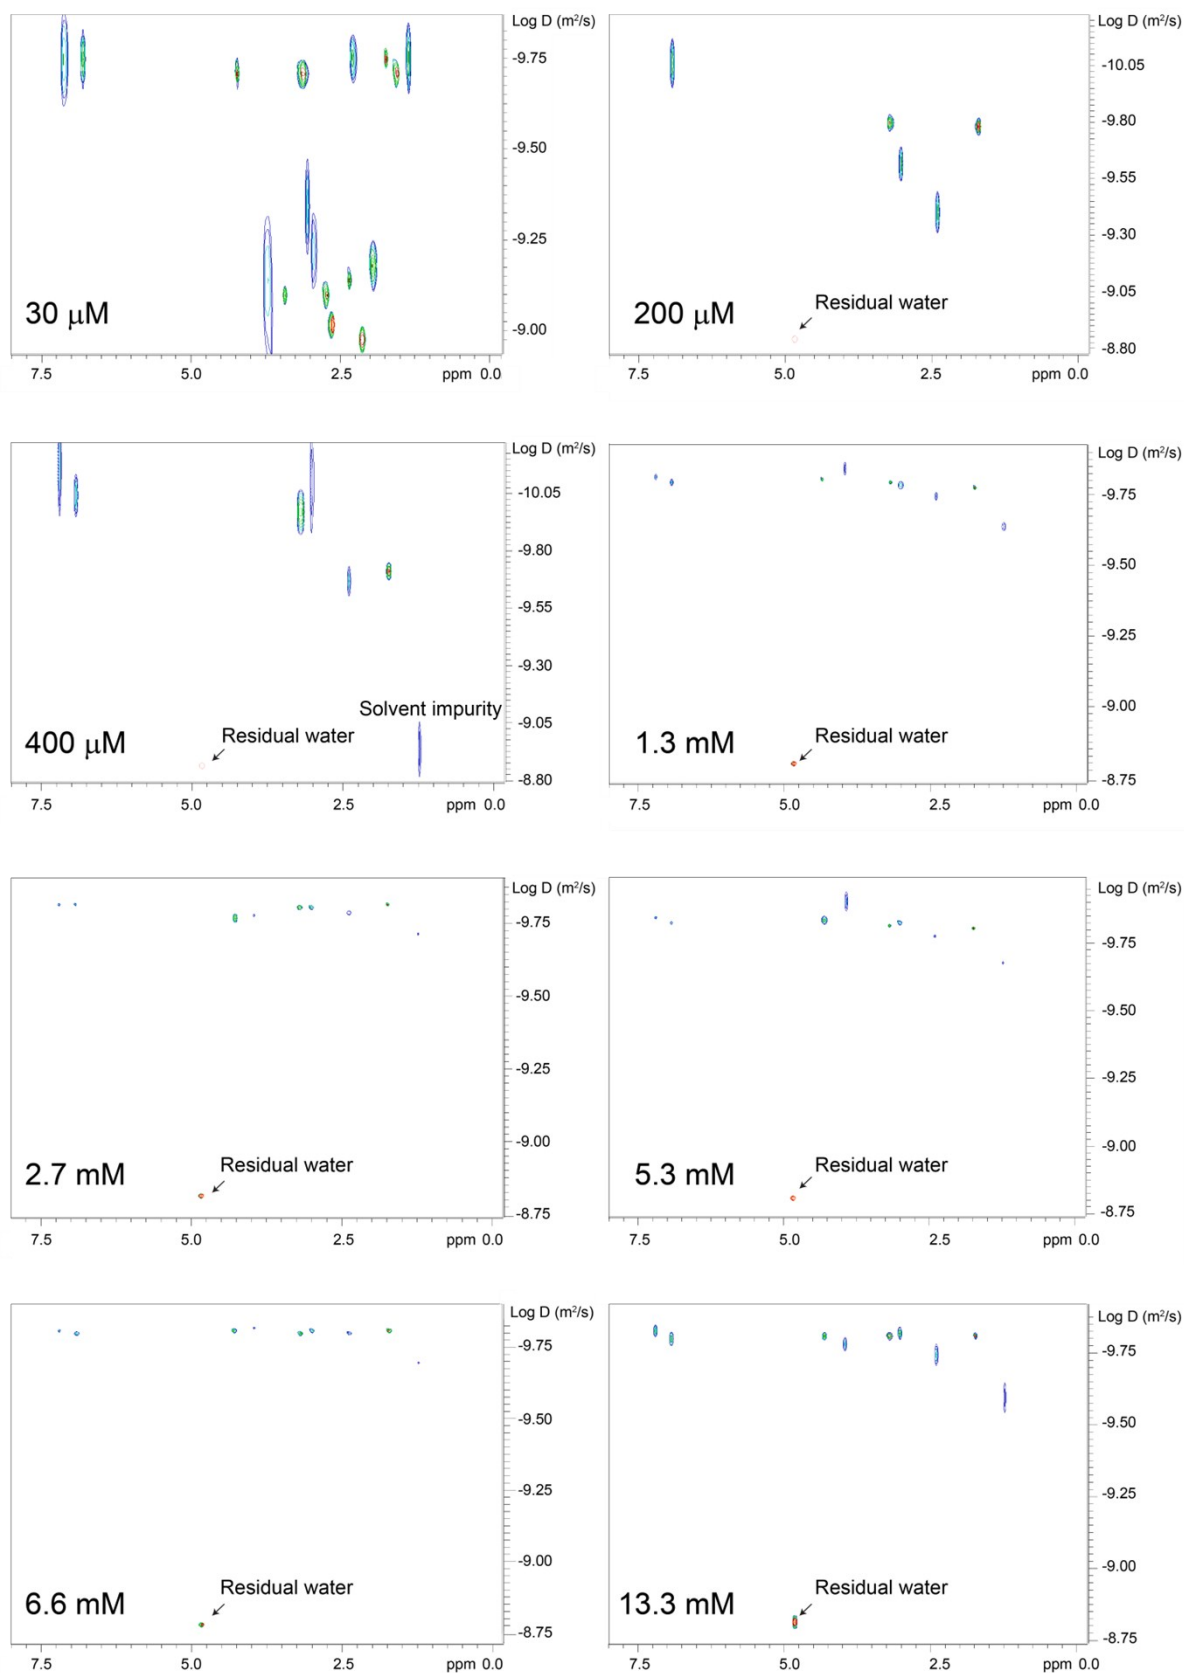 Log D (m²/s)
-9.75
-9.50
-9.25
-9.00
30 μM
7.5 5.0 2.5 ppm 0.0
Log D (m²/s)
-10.05
-9.80
-9.55
-9.30
-9.05
-8.80
Residual water
200 μM
7.5 5.0 2.5 ppm 0.0
Log D (m²/s)
-10.05
-9.80
-9.55
-9.30
-9.05
-8.80
Solvent impurity
Residual water
400 μM
7.5 5.0 2.5 ppm 0.0
Log D (m²/s)
-9.75
-9.50
-9.25
-9.00
-8.75
Residual water
1.3 mM
7.5 5.0 2.5 ppm 0.0
Log D (m²/s)
-9.75
-9.50
-9.25
-9.00
-8.75
Residual water
2.7 mM
7.5 5.0 2.5 ppm 0.0
Log D (m²/s)
-9.75
-9.50
-9.25
-9.00
-8.75
Residual water
5.3 mM
7.5 5.0 2.5 ppm 0.0
Log D (m²/s)
-9.75
-9.50
-9.25
-9.00
-8.75
Residual water
6.6 mM
7.5 5.0 2.5 ppm 0.0
Log D (m²/s)
-9.75
-9.50
-9.25
-9.00
-8.75
Residual water
13.3 mM
7.5 5.0 2.5 ppm 0.0